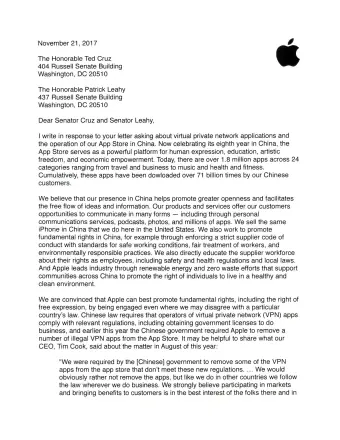 November 21, 2017
The Honorable Ted Cruz
404 Russell Senate Building
Washington, DC 20510
The Honorable Patrick Leahy
437 Russell Senate Building
Washington, DC 20510
Dear Senator Cruz and Senator Leahy,
I write in response to your letter asking about virtual private network applications and
the operation of our App Store in China. Now celebrating its eighth year in China, the
App Store serves as a powerful platform for human expression, education, artistic
freedom, and economic empowerment. Today, there are over 1.8 million apps across 24
categories ranging from travel and business to music and health and fitness.
Cumulatively, these apps have been downloaded over 71 billion times by our Chinese
customers.
We believe that our presence in China helps promote greater openness and facilitates
the free flow of ideas and information. Our products and services offer our customers
opportunities to communicate in many forms — including through personal
communications services, podcasts, photos, and millions of apps. We sell the same
iPhone in China that we do here in the United States. We also work to promote
fundamental rights in China, for example through enforcing a strict supplier code of
conduct with standards for safe working conditions, fair treatment of workers, and
environmentally responsible practices. We also directly educate the supplier workforce
about their rights as employees, including safety and health regulations and local laws.
And Apple leads industry through renewable energy and zero waste efforts that support
communities across China to promote the right of individuals to live in a healthy and
clean environment.
We are convinced that Apple can best promote fundamental rights, including the right of
free expression, by being engaged even where we may disagree with a particular
country's law. Chinese law requires that operators of virtual private network (VPN) apps
comply with relevant regulations, including obtaining government licenses to do
business, and earlier this year the Chinese government required Apple to remove a
number of illegal VPN apps from the App Store. It may be helpful to share what our
CEO, Tim Cook, said about the matter in August of this year:
"We were required by the [Chinese] government to remove some of the VPN
apps from the app store that don't meet these new regulations. … We would
obviously rather not remove the apps, but like we do in other countries we follow
the law wherever we do business. We strongly believe participating in markets
and bringing benefits to customers is in the best interest of the folks there and in